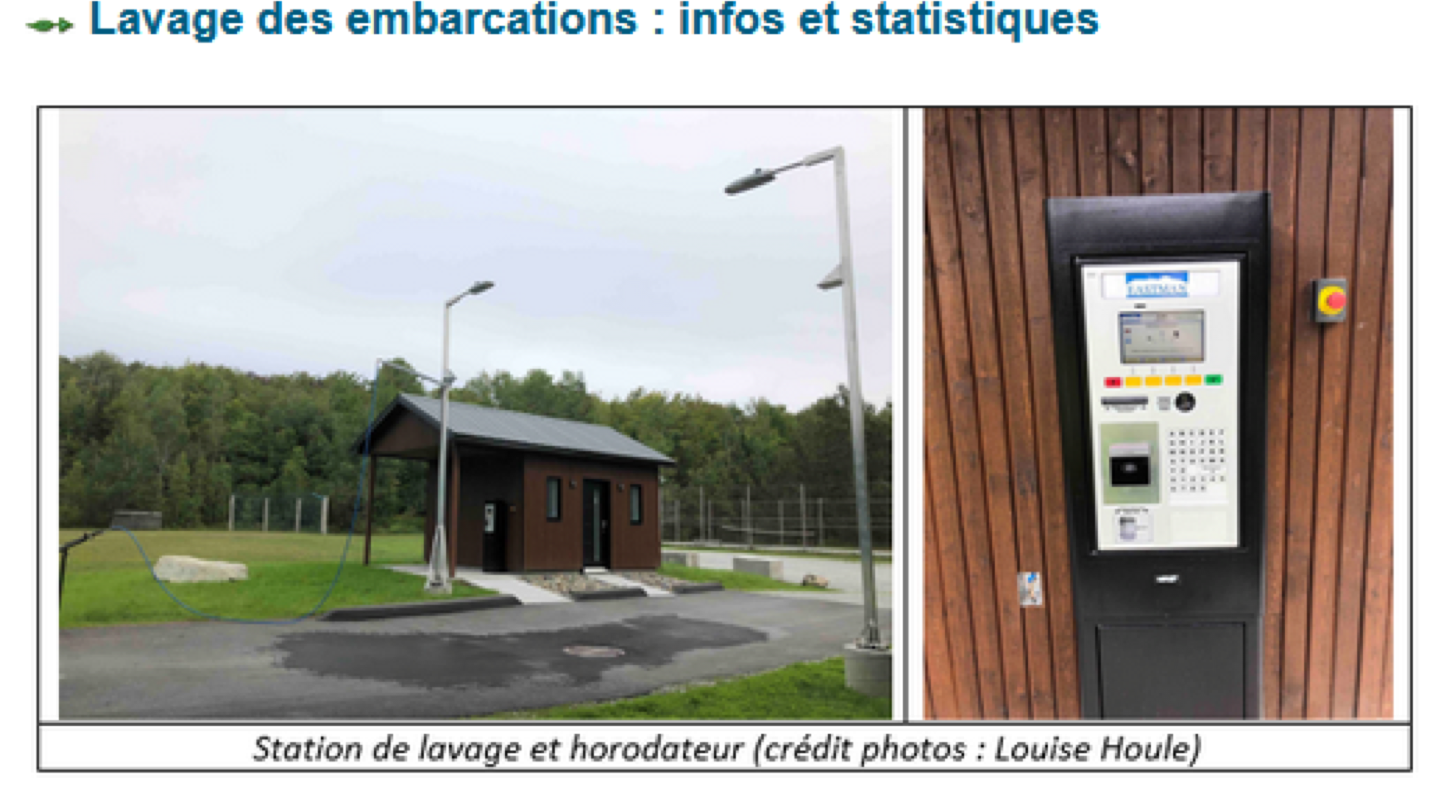 Lavage des embarcations : infos et statistiques
EASTMAN
Station de lavage et horodateur (crédit photos : Louise Houle)